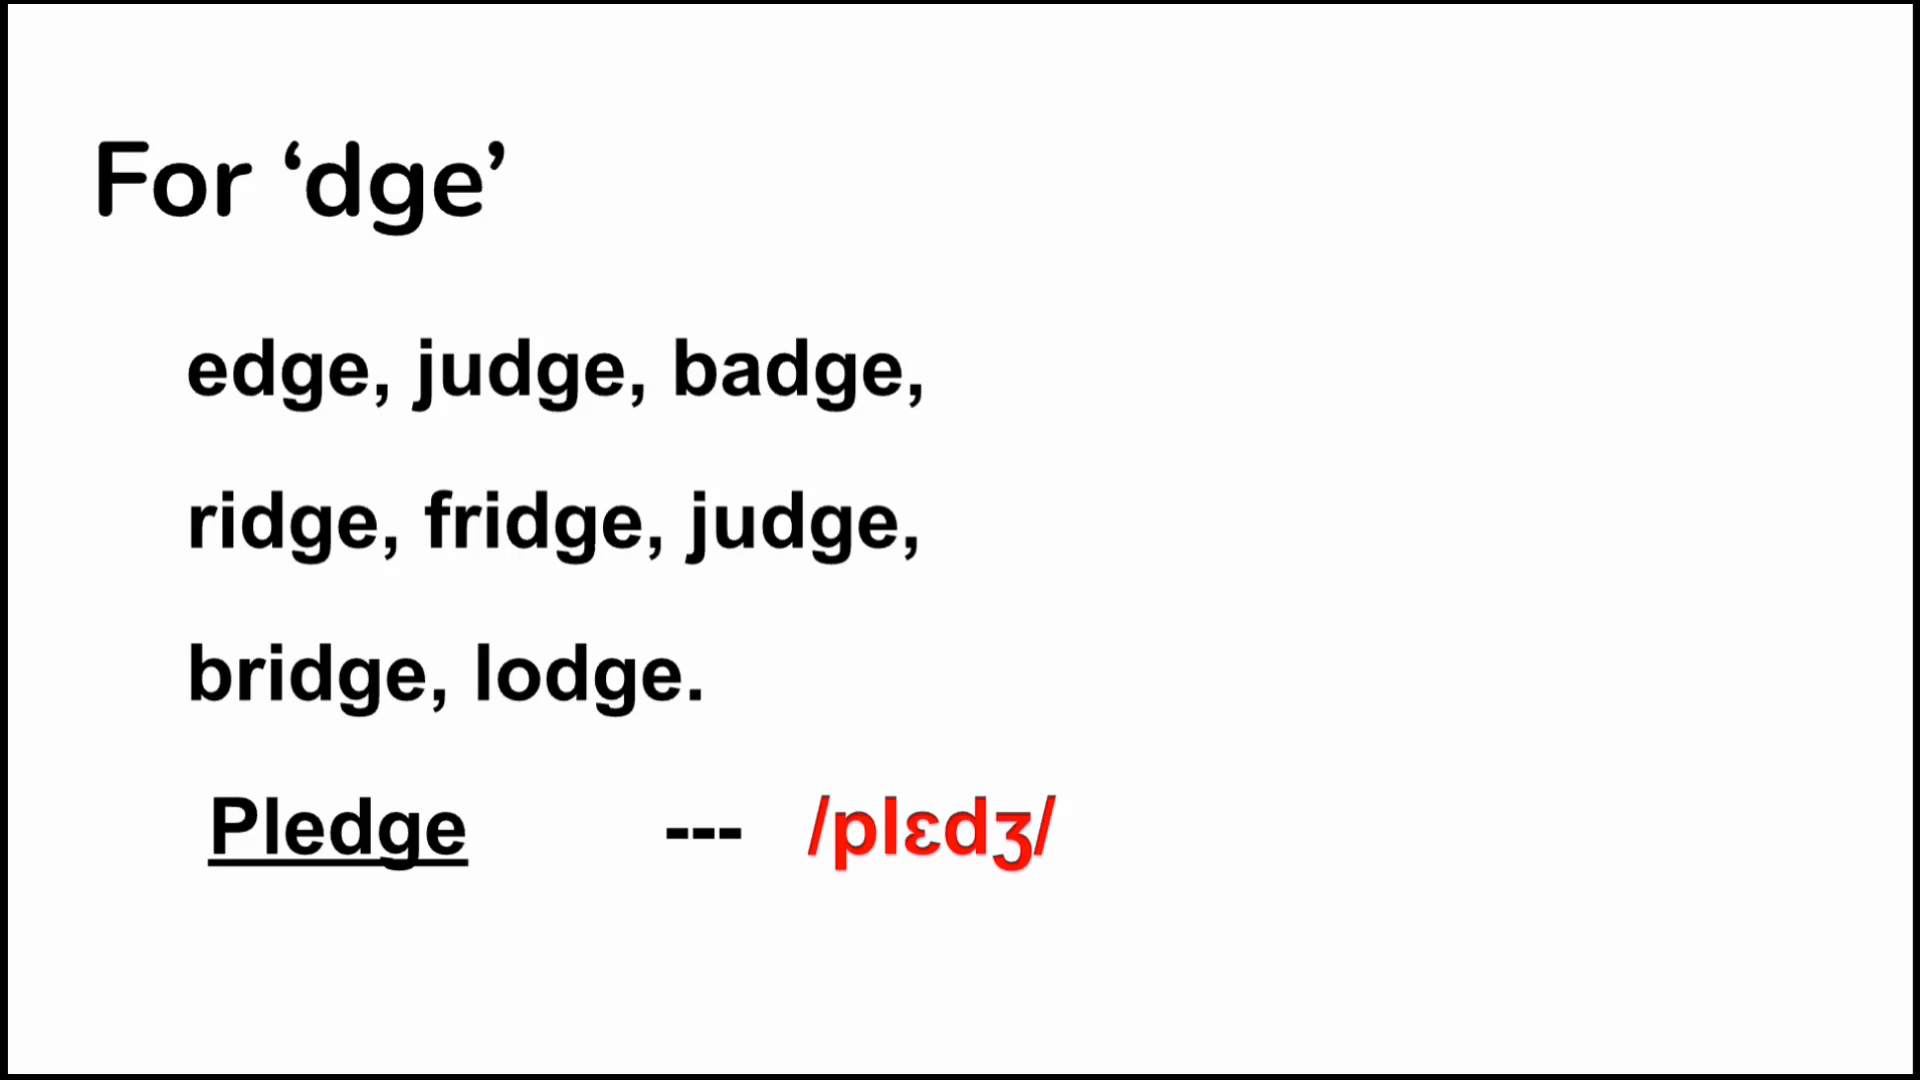 For ‘dge’
edge, judge, badge,
ridge, fridge, judge,
bridge, lodge.
Pledge --- /plɛdʒ/